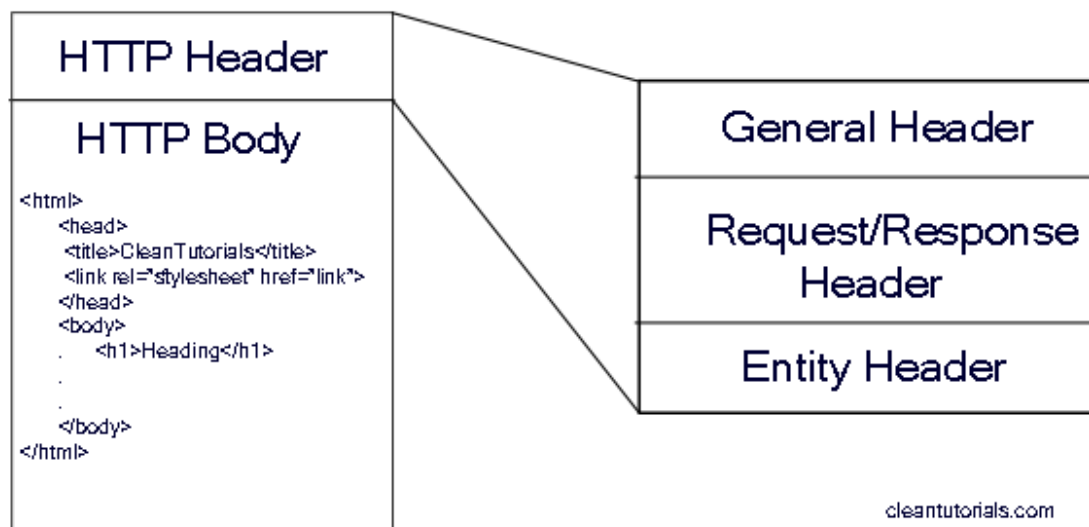 HTTP Header
HTTP Body
<html>
<head>
<title>CleanTutorials</title>
<link rel="stylesheet" href="link">
</head>
<body>
. <h1>Heading</h1>
.
.
</body>
</html>
General Header
Request/Response
Header
Entity Header
cleantutorials.com